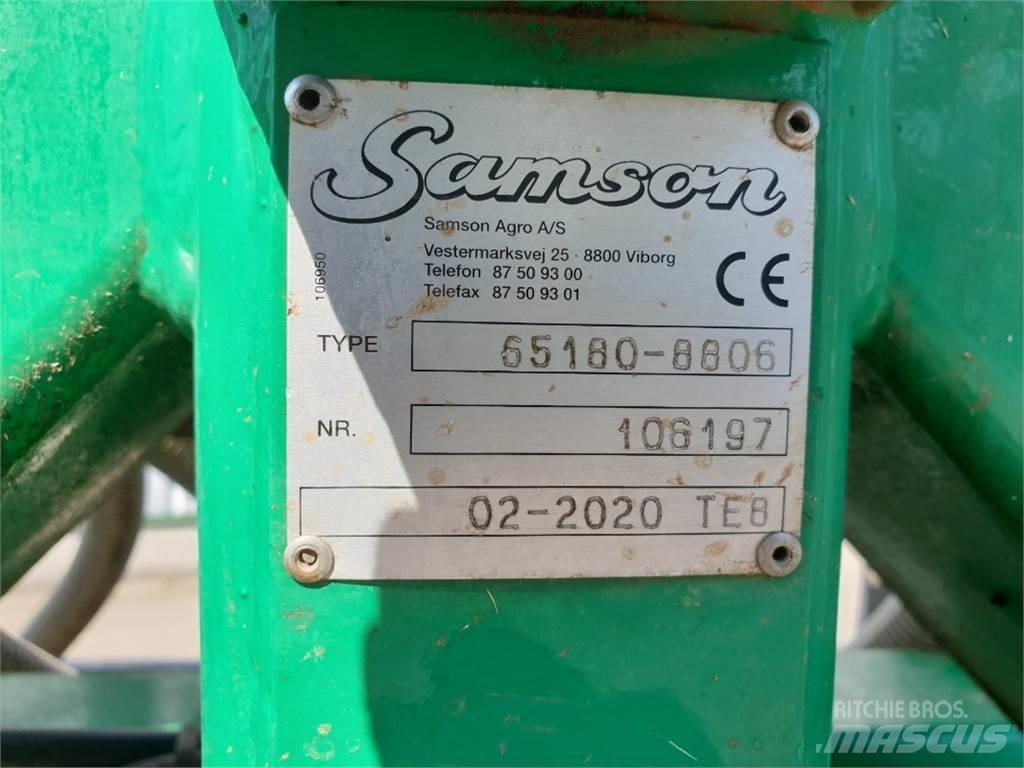 Samson
Samson Agro A/S
Vestermarksvej 25 · 8800 Viborg
Telefon 87 50 93 00
Telefax 87 50 93 01
CE
106950
TYPE 65180-8806
NR. 106197
02-2020 TEB
RITCHIE BROS.
MASCUS